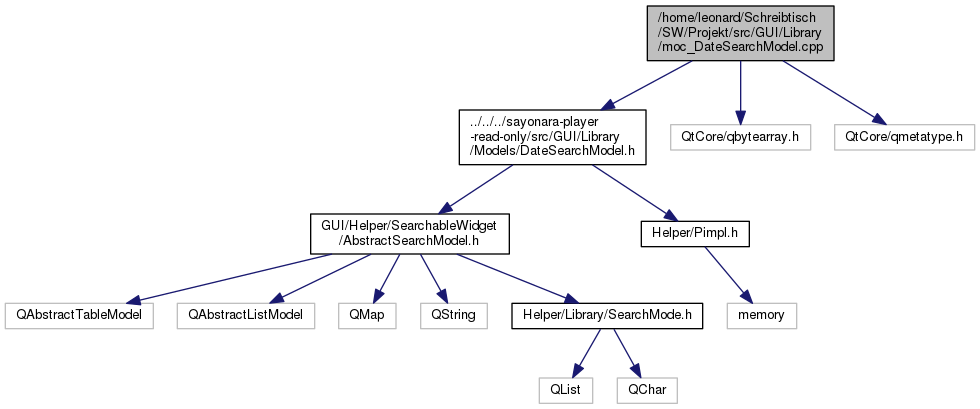 /home/leonard/Schreibtisch
/SW/Projekt/src/GUI/Library
/moc_DateSearchModel.cpp
../../../sayonara-player
-read-only/src/GUI/Library
/Models/DateSearchModel.h
QtCore/qbytearray.h
QtCore/qmetatype.h
GUI/Helper/SearchableWidget
/AbstractSearchModel.h
Helper/Pimpl.h
QAbstractTableModel
QAbstractListModel
QMap
QString
Helper/Library/SearchMode.h
memory
QList
QChar